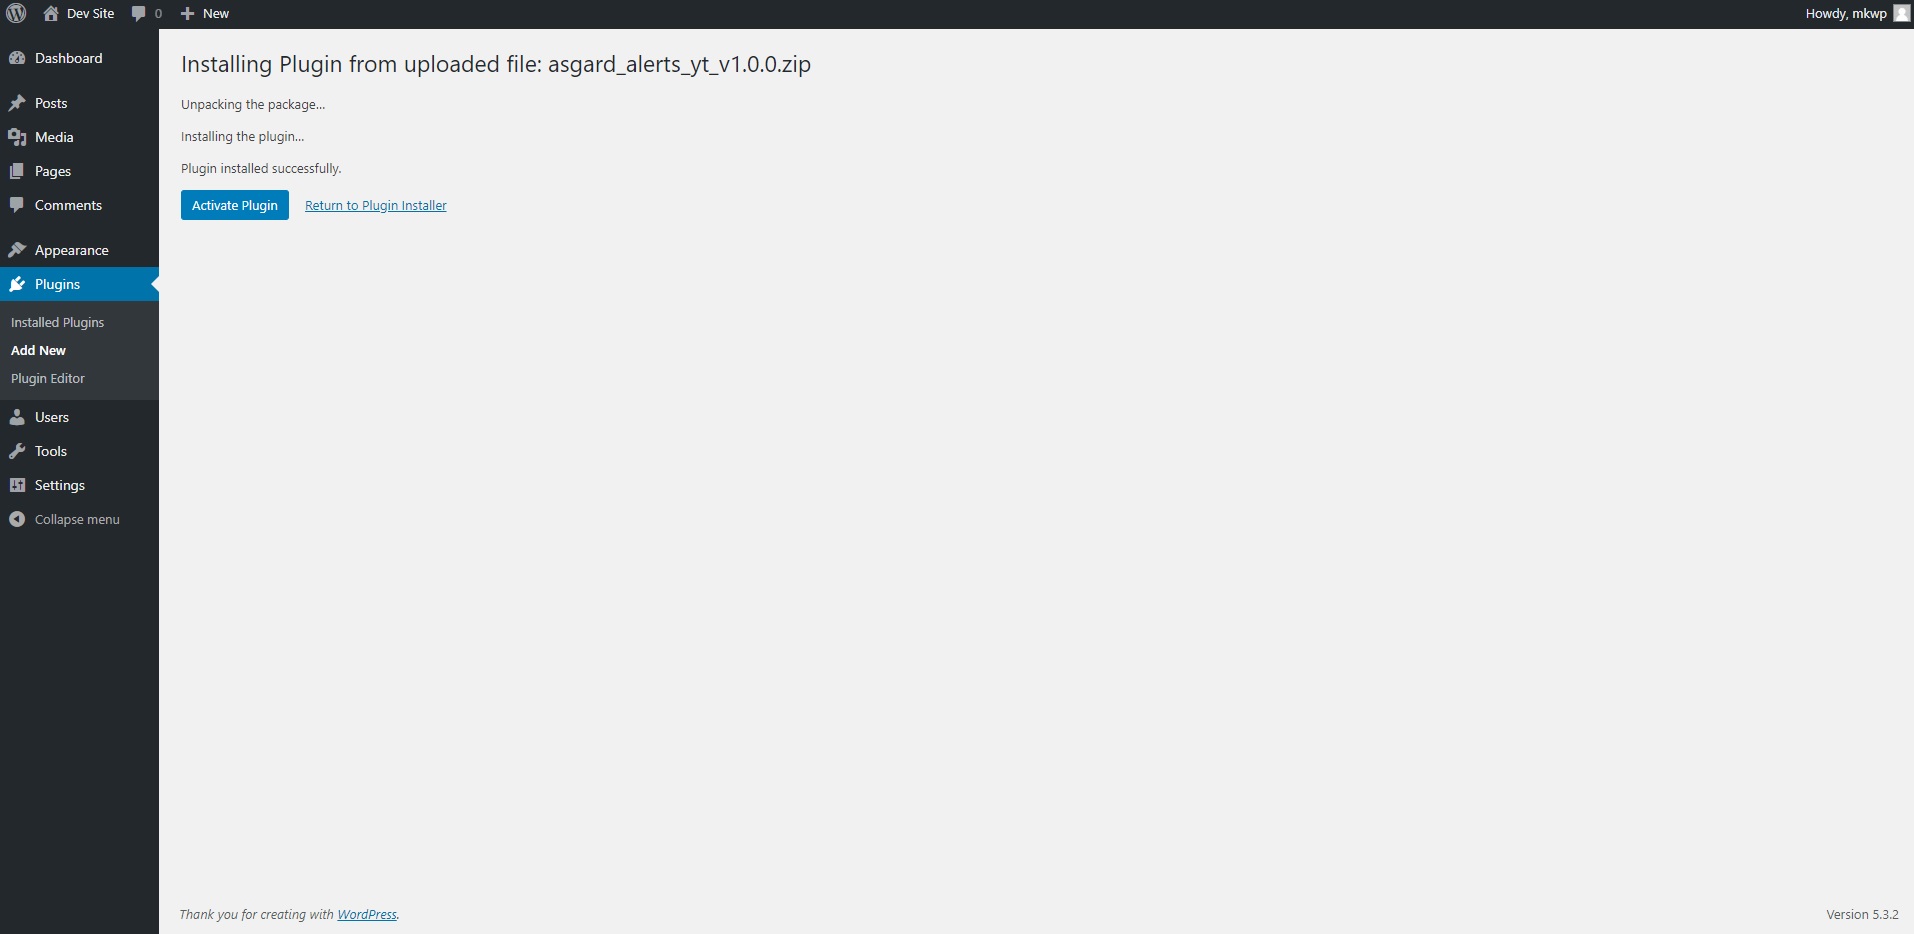 Dev Site 0 New Howdy, mkwp
Dashboard
Posts
Media
Pages
Comments
Appearance
Plugins
Installed Plugins
Add New
Plugin Editor
Users
Tools
Settings
Collapse menu
Installing Plugin from uploaded file: asgard_alerts_yt_v1.0.0.zip
Unpacking the package...
Installing the plugin...
Plugin installed successfully.
Activate Plugin Return to Plugin Installer
Thank you for creating with WordPress. Version 5.3.2